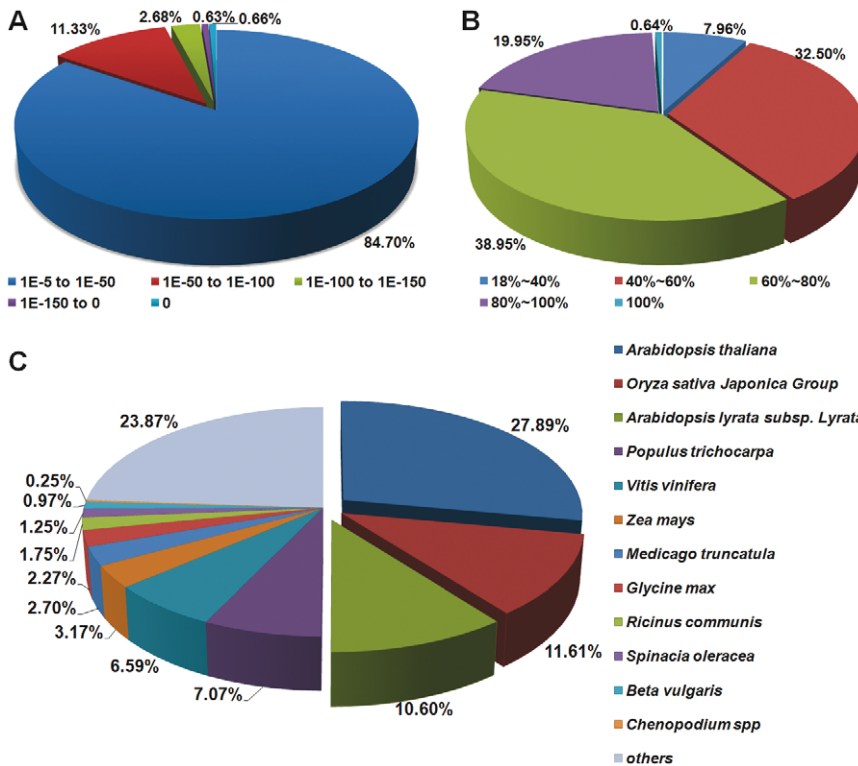 A
11.33%
2.68%
0.63%
0.66%
84.70%
1E-5 to 1E-50
1E-50 to 1E-100
1E-100 to 1E-150
1E-150 to 0
0
B
19.95%
0.64%
7.96%
32.50%
38.95%
18%~40%
40%~60%
60%~80%
80%~100%
100%
C
23.87%
27.89%
0.25%
0.97%
1.25%
1.75%
2.27%
2.70%
3.17%
6.59%
7.07%
10.60%
11.61%
Arabidopsis thaliana
Oryza sativa Japonica Group
Arabidopsis lyrata subsp. Lyrata
Populus trichocarpa
Vitis vinifera
Zea mays
Medicago truncatula
Glycine max
Ricinus communis
Spinacia oleracea
Beta vulgaris
Chenopodium spp
others